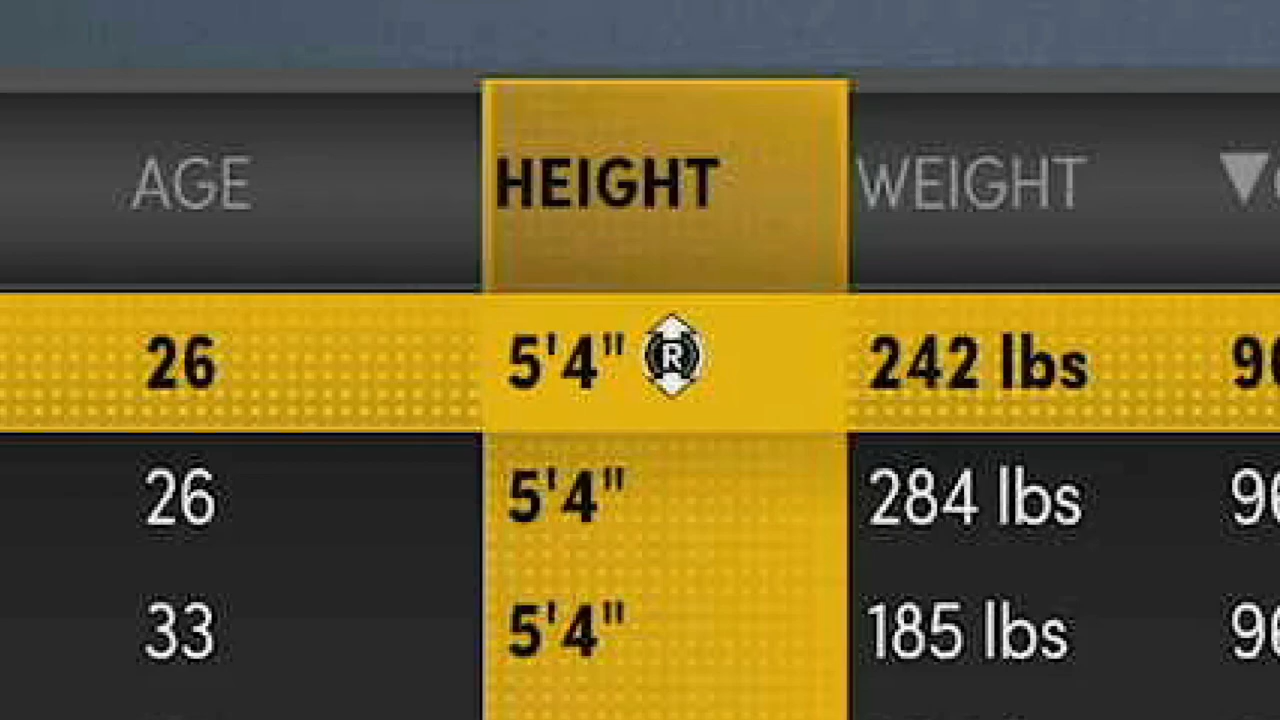 AGE HEIGHT WEIGHT
26 5'4" R 242 lbs
26 5'4" 284 lbs
33 5'4" 185 lbs